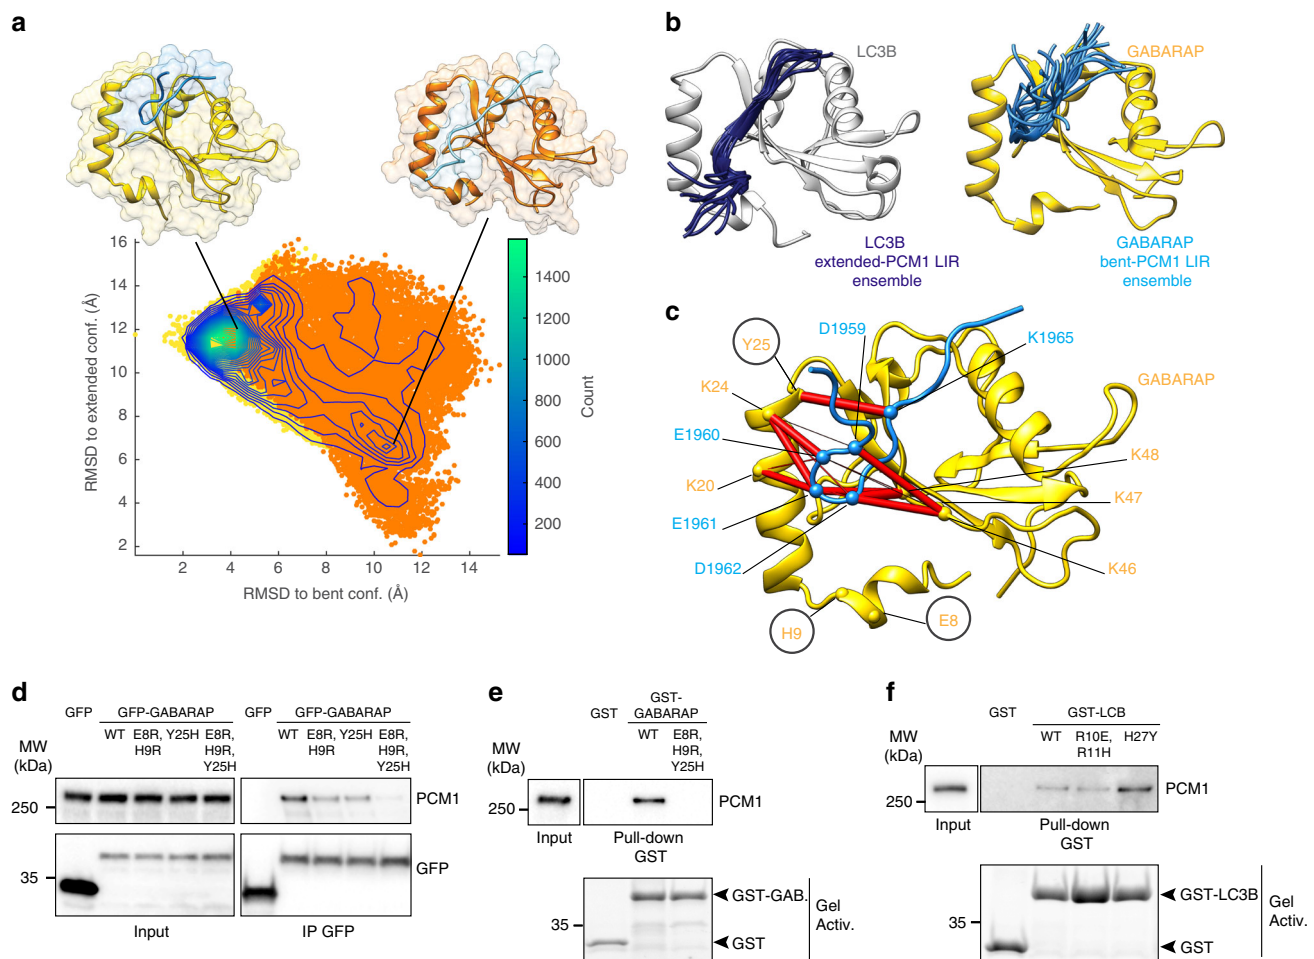 a
16
14
12
10
8
6
4
2
RMSD to extended conf. (Å)
2
4
6
8
10
12
14
RMSD to bent conf. (Å)
1400
1200
1000
800
600
400
200
Count
b
LC3B
GABARAP
LC3B
extended-PCM1 LIR
ensemble
GABARAP
bent-PCM1 LIR
ensemble
c
D1959
Y25
K1965
K24
GABARAP
E1960
K48
K20
K47
E1961
D1962
K46
H9
E8
d
GFP
GFP-GABARAP
GFP
GFP-GABARAP
WT
E8R,
H9R
Y25H
E8R,
H9R,
Y25H
WT
E8R,
H9R
Y25H
E8R,
H9R,
Y25H
MW
(kDa)
250
PCM1
35
GFP
Input
IP GFP
e
GST
GST-
GABARAP
WT
E8R,
H9R,
Y25H
MW
(kDa)
250
PCM1
Input
Pull-down
GST
35
GST-GAB.
GST
Gel
Activ.
f
GST
GST-LCB
WT
R10E,
R11H
H27Y
MW
(kDa)
250
PCM1
Input
Pull-down
GST
35
GST-LC3B
GST
Gel
Activ.